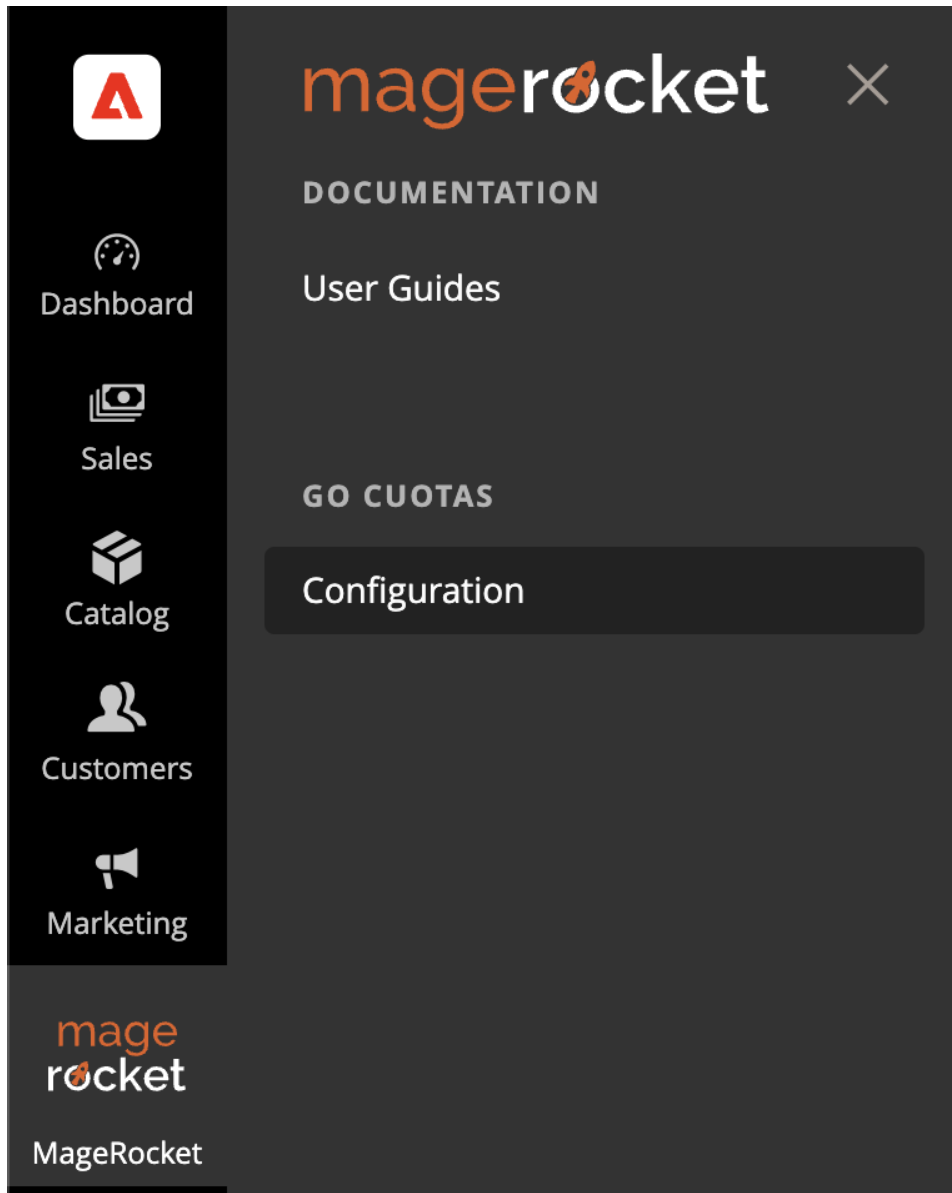 Dashboard
Sales
Catalog
Customers
Marketing
mage
rocket
MageRocket
magerocket
DOCUMENTATION
User Guides
GO CUOTAS
Configuration